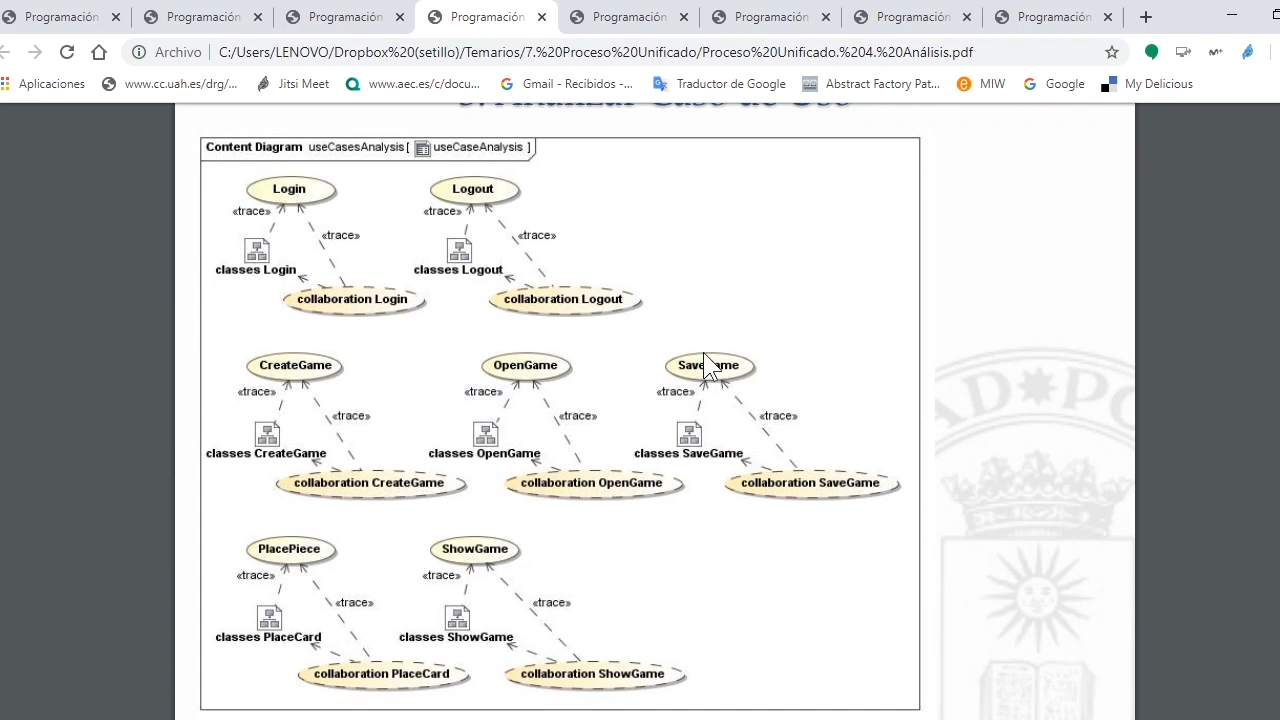 Programación Programación Programación Programación Programación Programación Programación Programación
Archivo C:/Users/LENOVO/Dropbox%20(setillo)/Temarios/7.%20Proceso%20Unificado/Proceso%20Unificado.%204.%20Análisis.pdf
Aplicaciones www.cc.uah.es/drg/... Jitsi Meet www.aec.es/c/docu... Gmail - Recibidos -... Traductor de Google Abstract Factory Pat... MIW Google My Delicious
Content Diagram useCasesAnalysis[ useCaseAnalysis ]
Login Logout
«trace» «trace»
«trace» «trace»
classes Login classes Logout
collaboration Login collaboration Logout
CreateGame OpenGame SaveGame
«trace» «trace» «trace»
«trace» «trace» «trace»
classes CreateGame classes OpenGame classes SaveGame
collaboration CreateGame collaboration OpenGame collaboration SaveGame
PlacePiece ShowGame
«trace» «trace»
«trace» «trace»
classes PlaceCard classes ShowGame
collaboration PlaceCard collaboration ShowGame